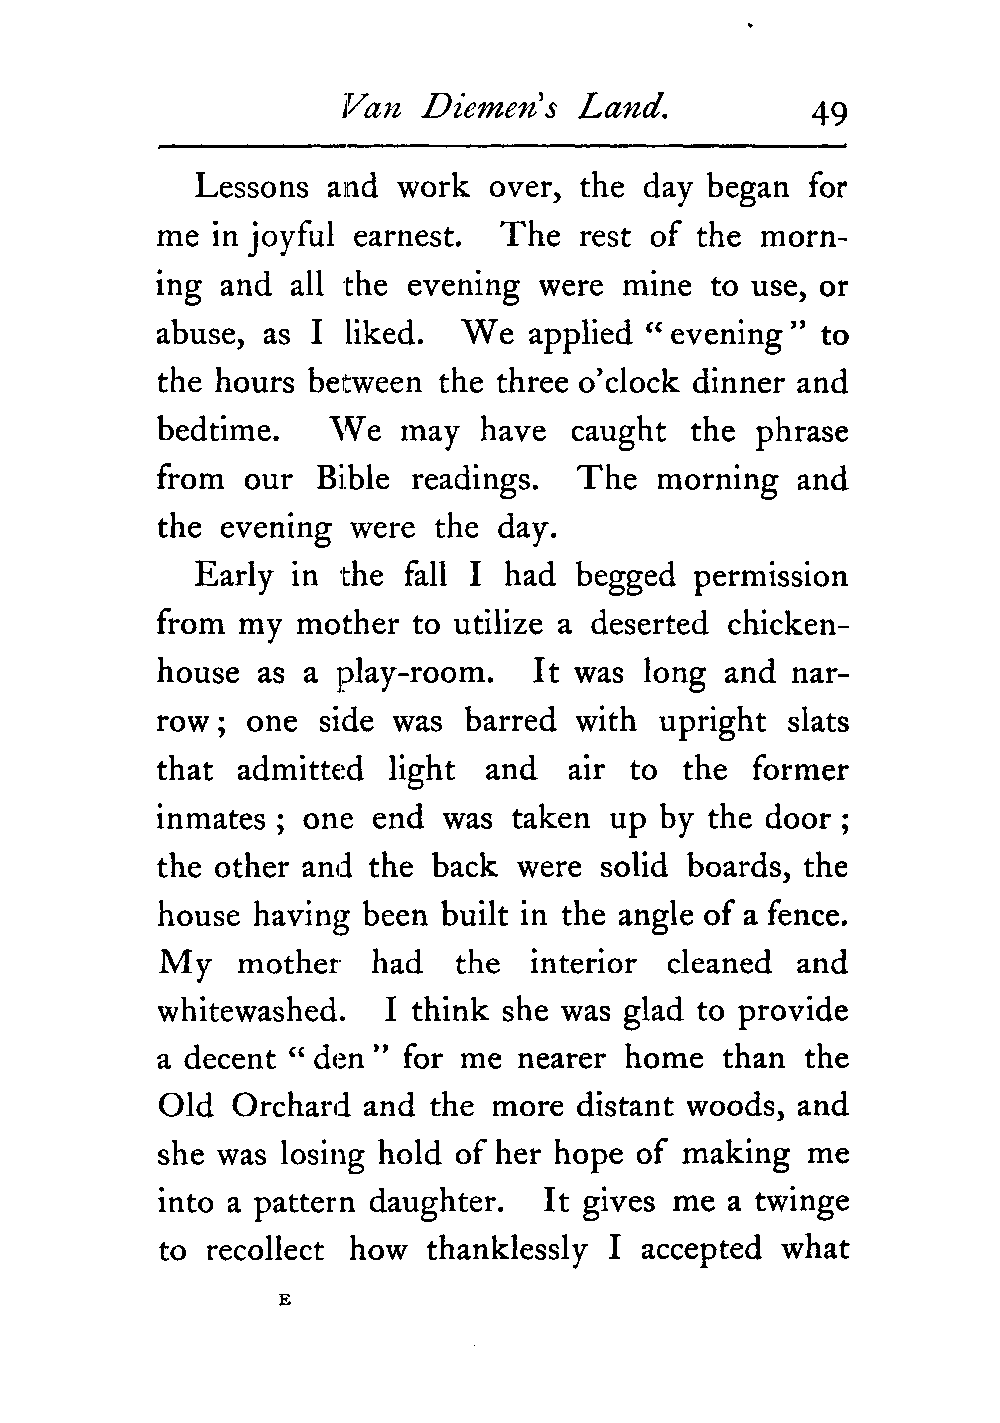 Van Diemen's Land. 49
Lessons and work over, the day began for
me in joyful earnest. The rest of the morn-
ing and all the evening were mine to use, or
abuse, as I liked. We applied “evening” to
the hours between the three o’clock dinner and
bedtime. We may have caught the phrase
from our Bible readings. The morning and
the evening were the day.
Early in the fall I had begged permission
from my mother to utilize a deserted chicken-
house as a play-room. It was long and nar-
row; one side was barred with upright slats
that admitted light and air to the former
inmates; one end was taken up by the door;
the other and the back were solid boards, the
house having been built in the angle of a fence.
My mother had the interior cleaned and
whitewashed. I think she was glad to provide
a decent “den” for me nearer home than the
Old Orchard and the more distant woods, and
she was losing hold of her hope of making me
into a pattern daughter. It gives me a twinge
to recollect how thanklessly I accepted what
E